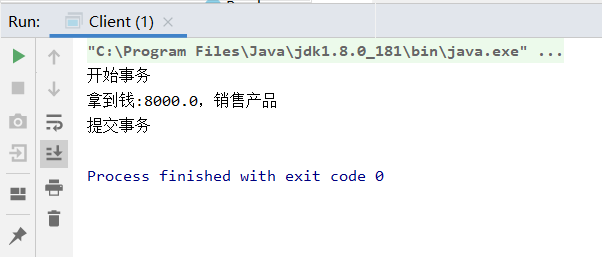 Run: Client (1)
"C:\Program Files\Java\jdk1.8.0_181\bin\java.exe" ...
开始事务
拿到钱:8000.0，销售产品
提交事务
Process finished with exit code 0